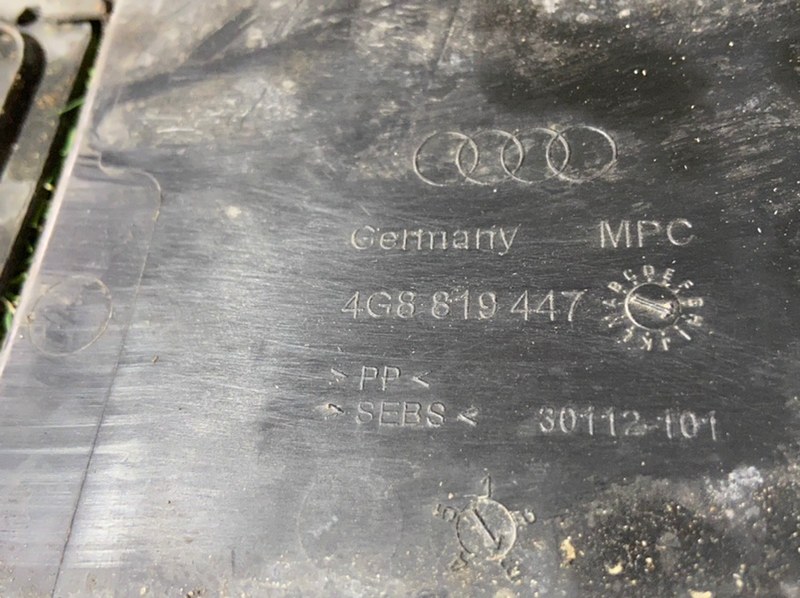 Germany MPC
4G8 819 447
> PP <
> SEBS < 30112-101